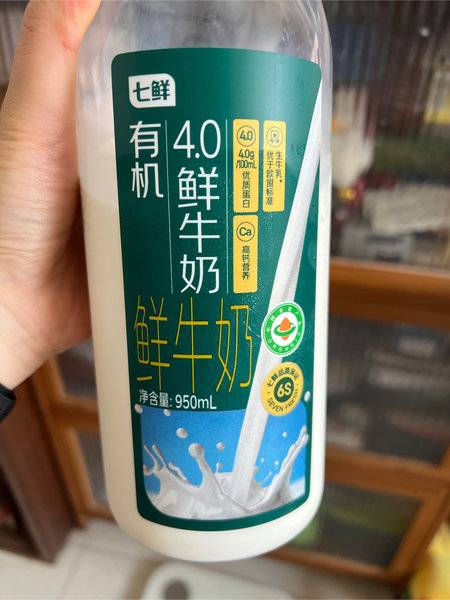 七鲜
有机
4.0鲜牛奶
4.0
4.0g
/100mL
优质蛋白
生牛乳*
优于欧盟标准
Ca
高钙营养
鲜牛奶
净含量: 950mL
七鲜品质保证
6S
SEVEN FRESH